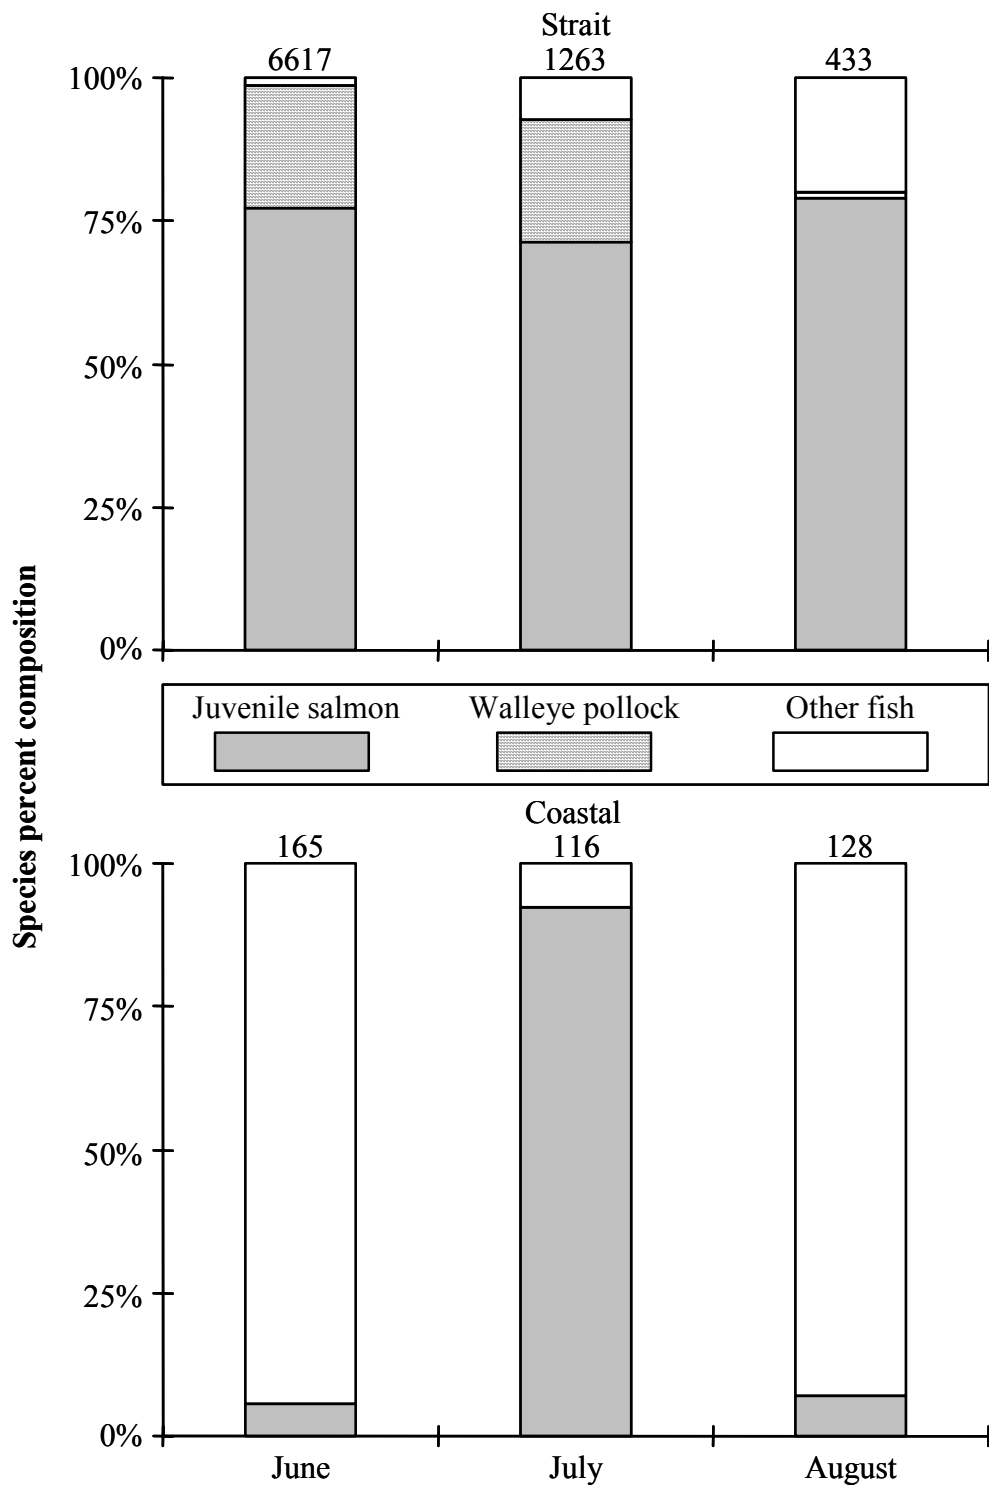 Strait
6617 1263 433
100%
75%
50%
25%
0%
Species percent composition
Juvenile salmon Walleye pollock Other fish
Coastal
165 116 128
100%
75%
50%
25%
0%
June July August